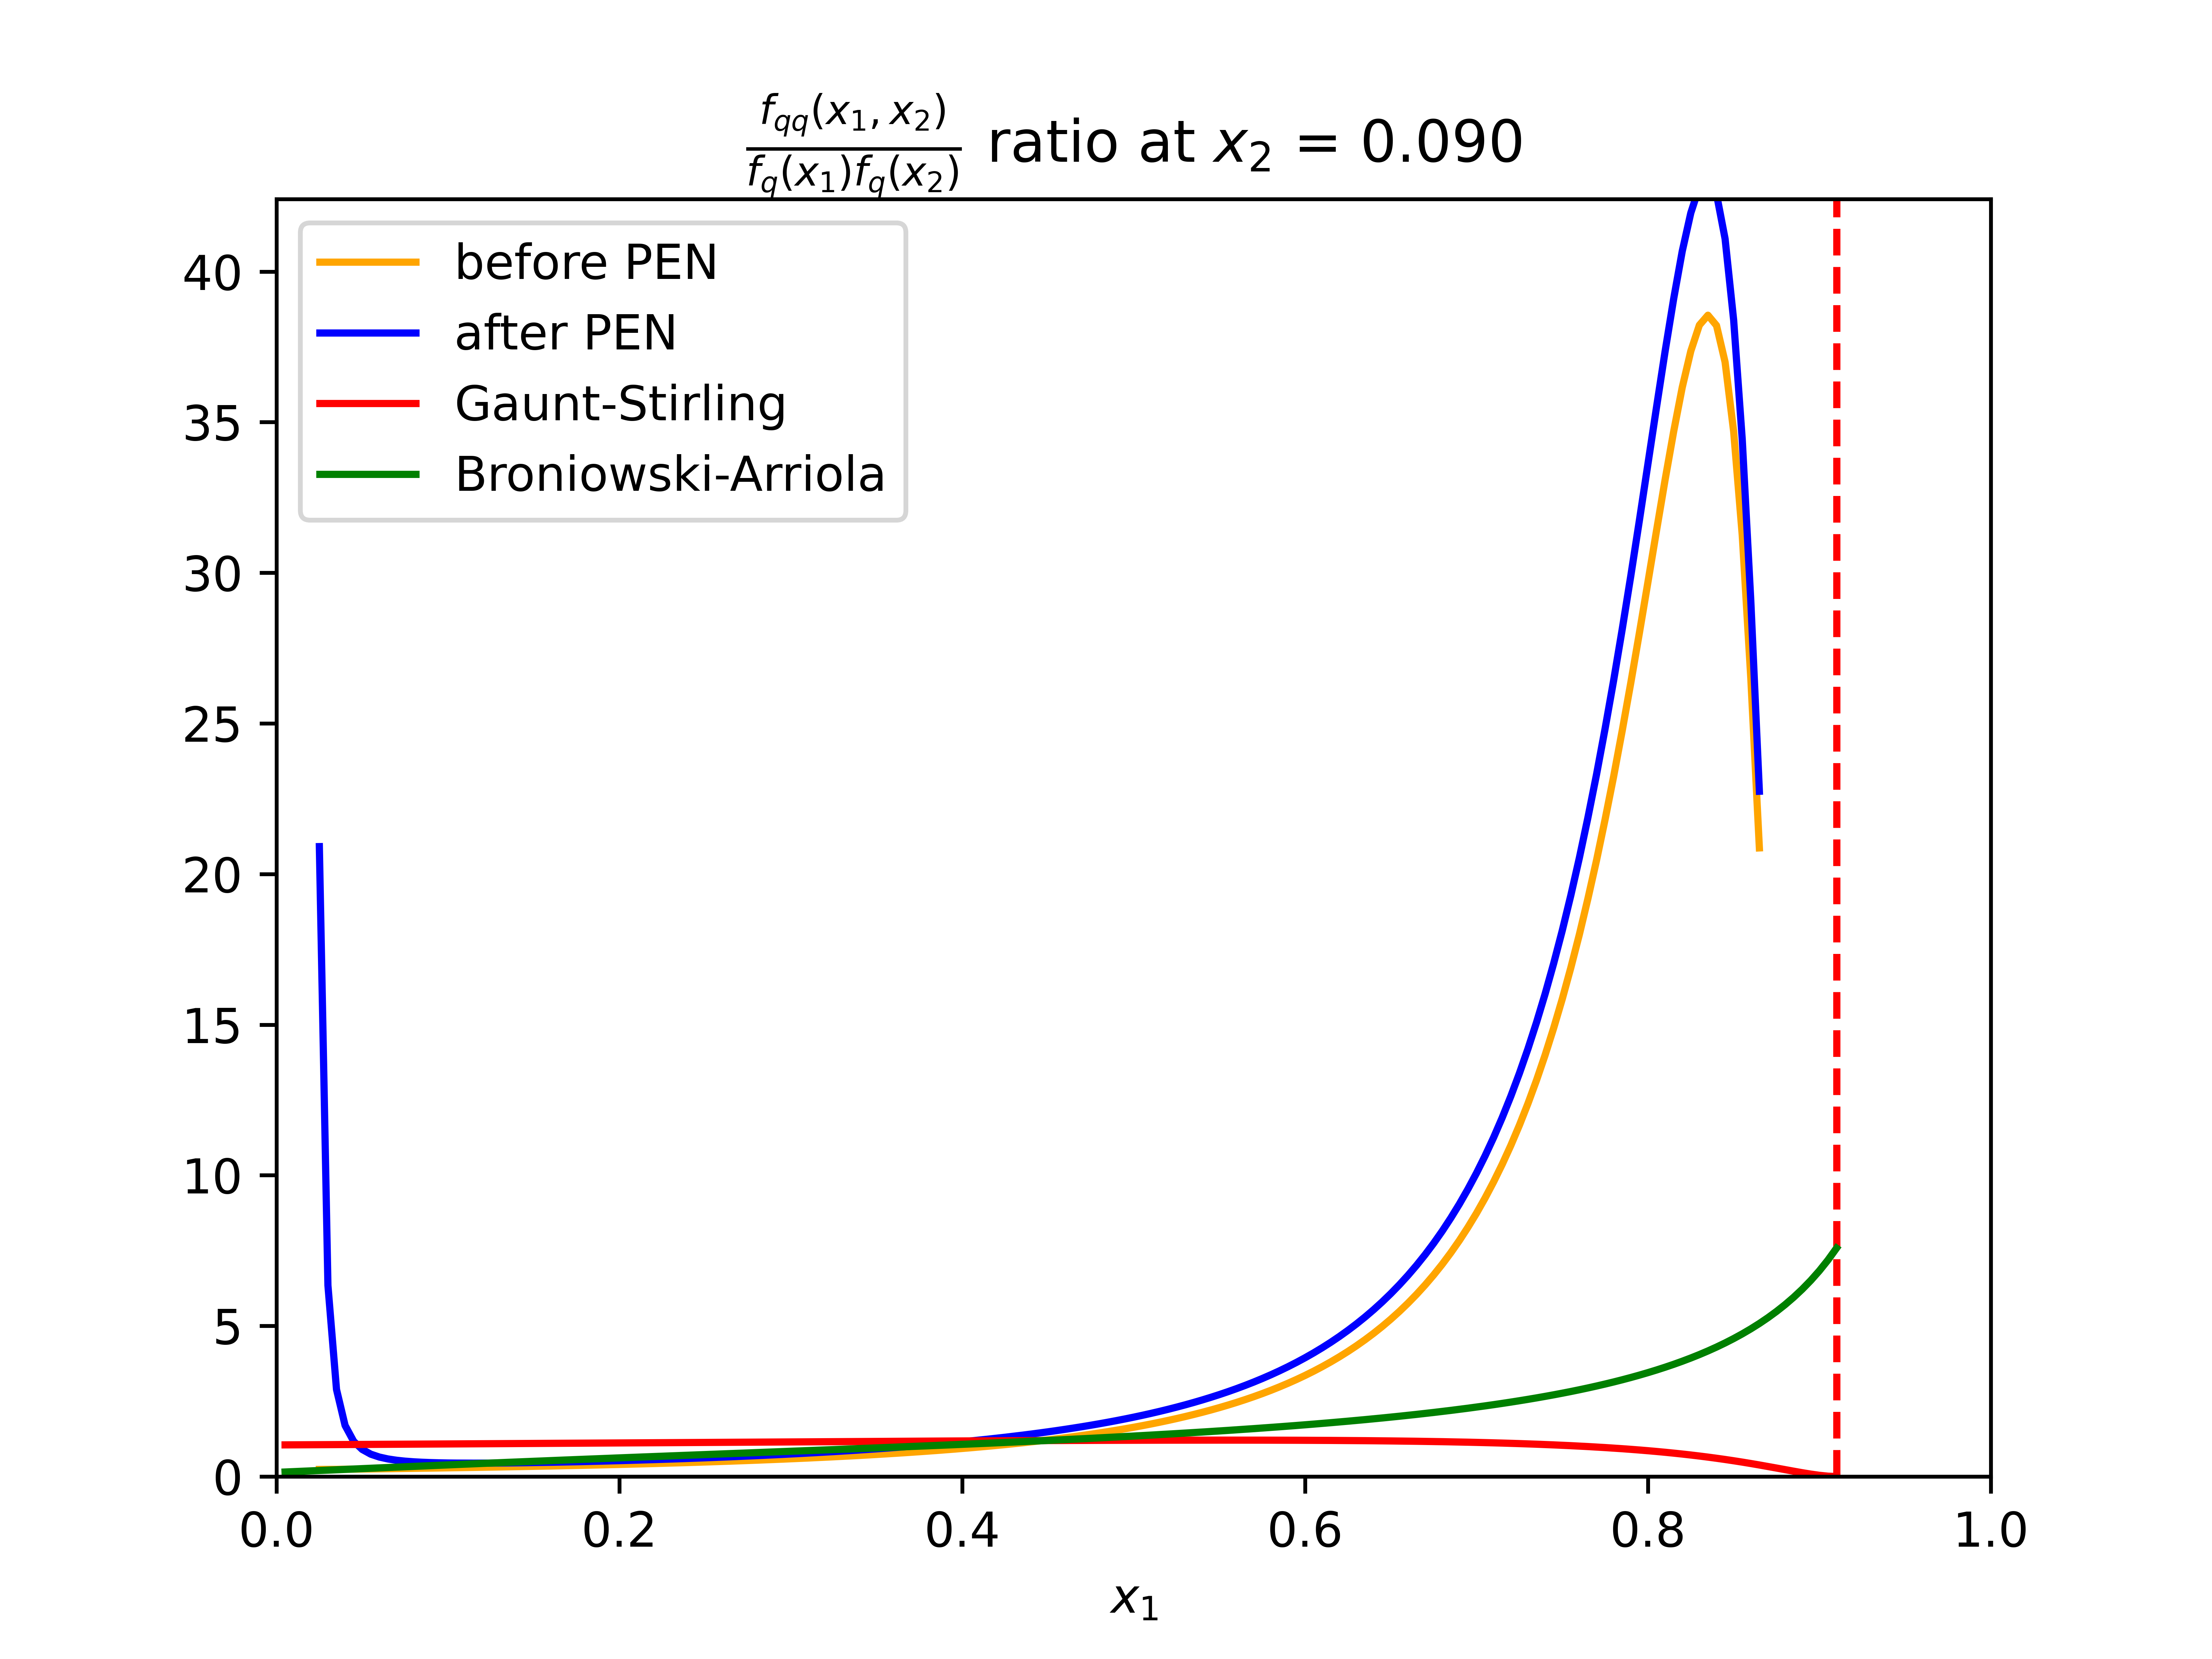 f_{qq}(x_1, x_2)
f_q(x_1)f_q(x_2)
ratio at x_2 = 0.090
before PEN
after PEN
Gaunt-Stirling
Broniowski-Arriola
40
35
30
25
20
15
10
5
0
0.0 0.2 0.4 0.6 0.8 1.0
x_1